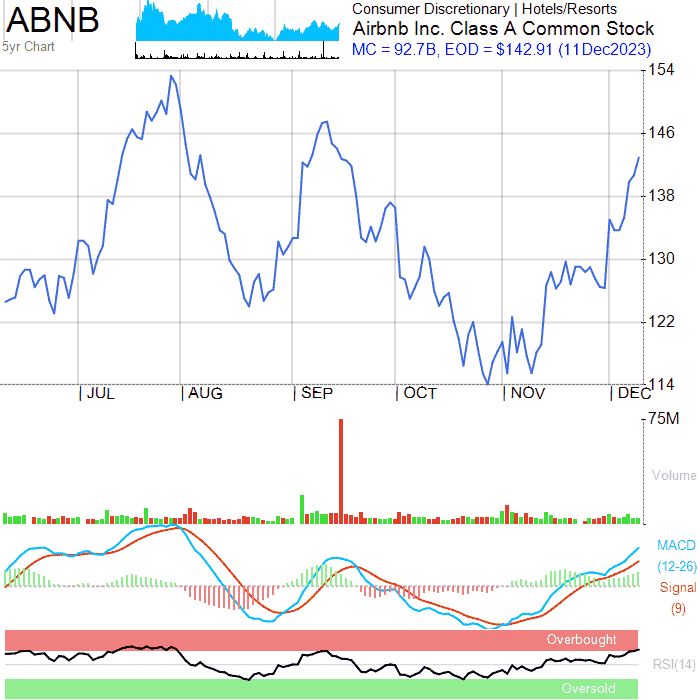 ABNB
5yr Chart
Consumer Discretionary | Hotels/Resorts
Airbnb Inc. Class A Common Stock
MC = 92.7B, EOD = $142.91 (11Dec2023)
154
146
138
130
122
114
| JUL | AUG | SEP | OCT | NOV | DEC
75M
Volume
MACD
(12-26)
Signal
(9)
Overbought
RSI(14)
Oversold